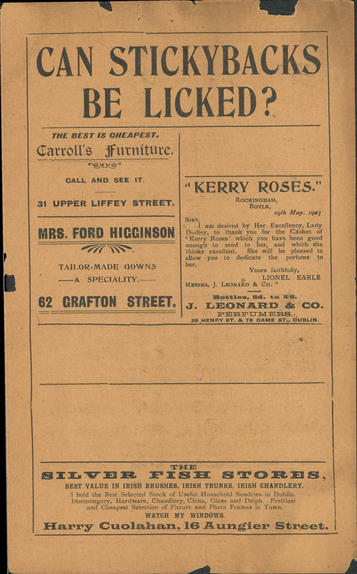 CAN STICKYBACKS
BE LICKED?
THE BEST IS CHEAPEST.
Carroll's Furniture.
CALL AND SEE IT.
31 UPPER LIFFEY STREET.
MRS. FORD HIGGINSON
TAILOR-MADE GOWNS
—A SPECIALITY.—
62 GRAFTON STREET.
"KERRY ROSES."
ROCKINGHAM,
BOYLE,
19th May, 1907
SIRS,
I am desired by Her Excellency, Lady
Dudley, to thank you for the Casket of
'Kerry Roses' which you have been good
enough to send to her, and which she
thinks excellent. She will be pleased to
allow you to dedicate the perfume to
her.
Yours faithfully,
LIONEL EARLE
MESSRS. J. LEONARD & CO. "
Bottles, 8d. to 2/6.
J. LEONARD & CO.
PERFUMERS,
39 HENRY ST. & 78 DAME ST., DUBLIN.
THE
SILVER FISH STORES,
BEST VALUE IN IRISH BRUSHES, IRISH TRUNKS, IRISH CHANDLERY.
I hold the Best Selected Stock of Useful Household Sundries in Dublin.
Ironmongery, Hardware, Chandlery, China, Glass and Delph. Prettiest
and Cheapest Selection of Picture and Photo Frames in Town.
WATCH MY WINDOWS.
Harry Cuolahan, 16 Aungier Street.